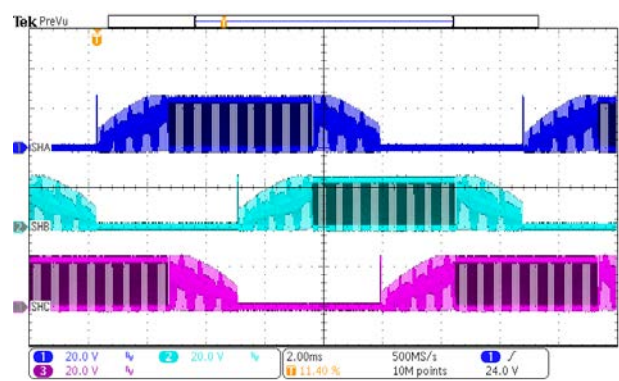 Tek PreVu
T
T
1 SHA
2 SHB
3 SHC
1 20.0 V 2 20.0 V 2.00ms 500MS/s 1 24.0 V
3 20.0 V T 11.40 % 10M points